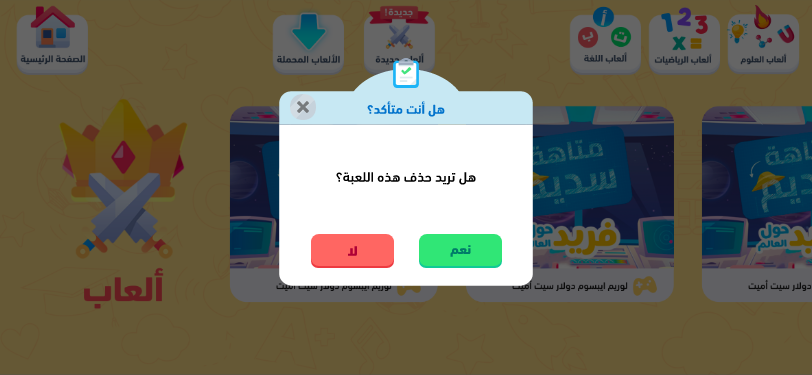 جديدة!
الصفحة الرئيسية
الألعاب المحملة
ألعاب جديدة
ألعاب اللغة
ألعاب الرياضيات
ألعاب العلوم
هل أنت متأكد؟
هل تريد حذف هذه اللعبة؟
نعم
لا
متاهة
سديم
متاهة
سديم
حول
العالم
فريد
حول
العالم
ألعاب
لوريم ايبسوم دولار سيت أميت
لوريم ايبسوم دولار سيت أميت
لوريم ايبسوم دولار سيت أميت